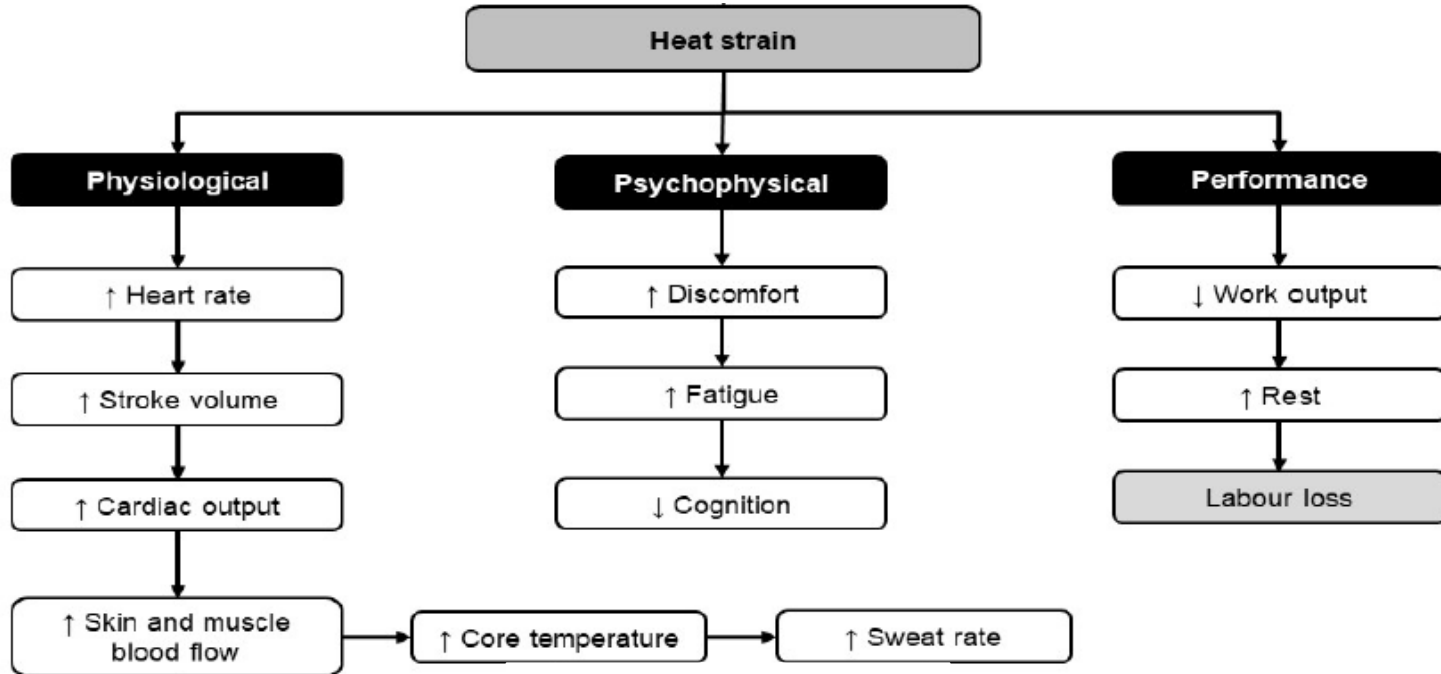 Heat strain
Physiological
Psychophysical
Performance
↑ Heart rate
↑ Discomfort
↓ Work output
↑ Stroke volume
↑ Fatigue
↑ Rest
↑ Cardiac output
↓ Cognition
Labour loss
↑ Skin and muscle
blood flow
↑ Core temperature
↑ Sweat rate